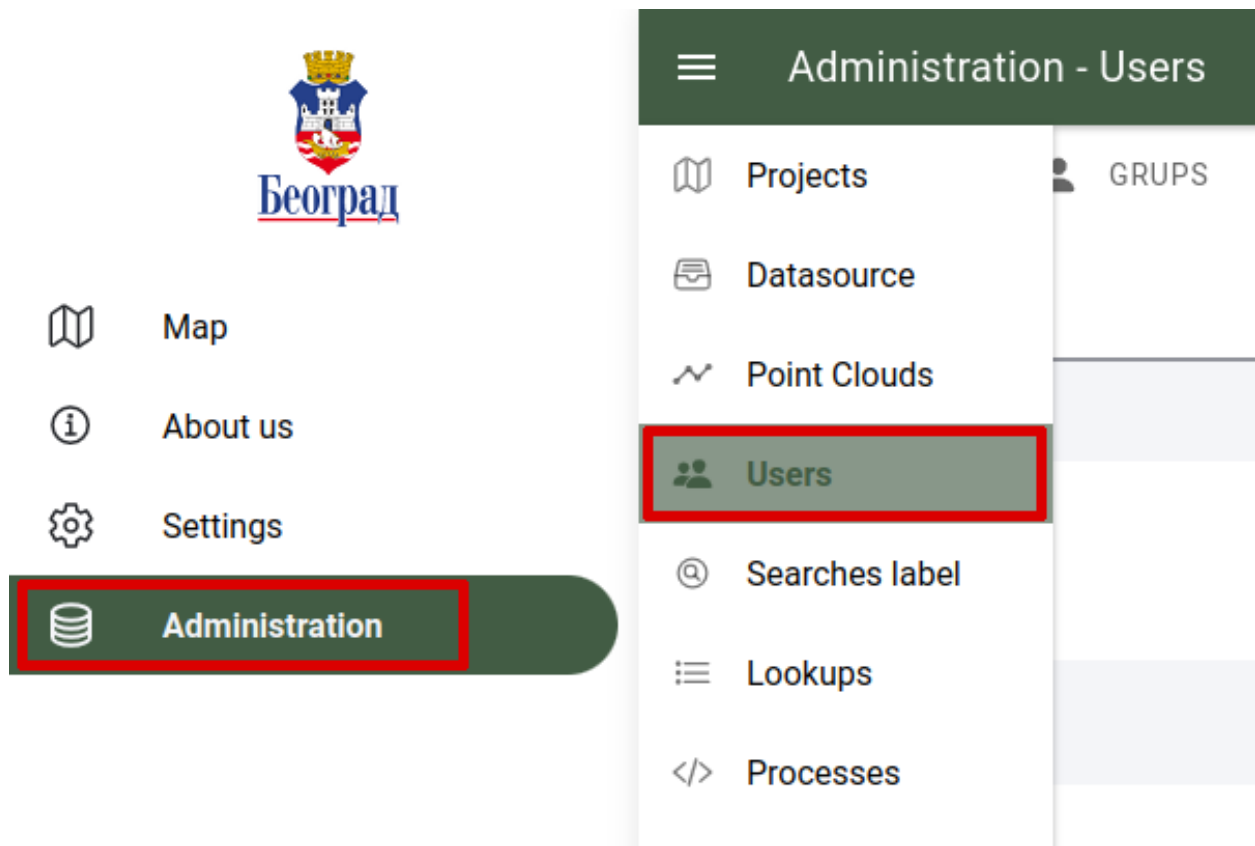 Београд
Map
About us
Settings
Administration
Administration - Users
Projects
GRUPS
Datasource
Point Clouds
Users
Searches label
Lookups
Processes